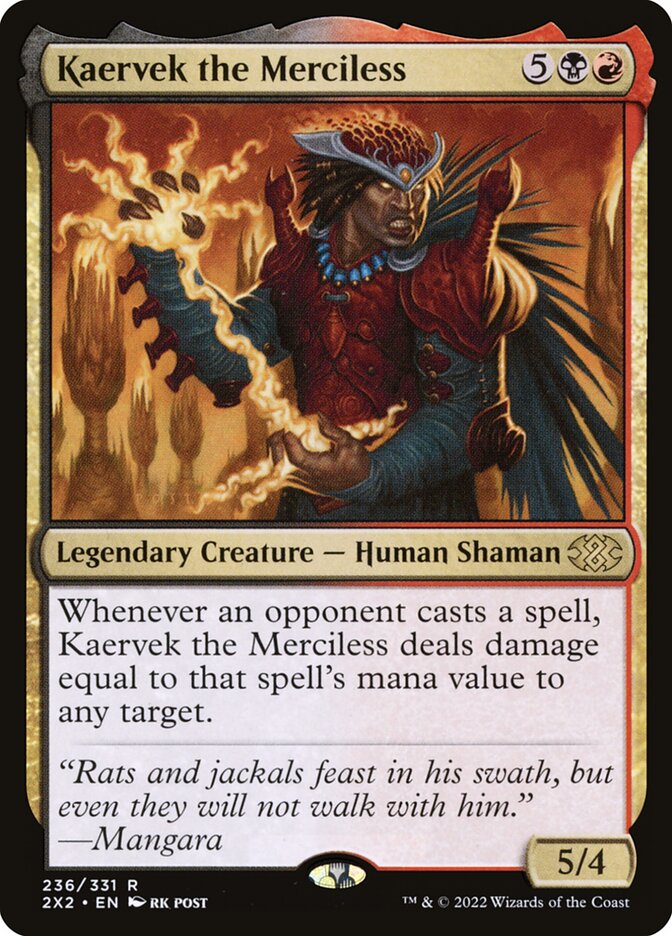 Kaervek the Merciless 5
Legendary Creature — Human Shaman
Whenever an opponent casts a spell,
Kaervek the Merciless deals damage
equal to that spell's mana value to
any target.
“Rats and jackals feast in his swath, but
even they will not walk with him.”
—Mangara
5/4
236/331 R
2X2 • EN RK POST
™ & © 2022 Wizards of the Coast